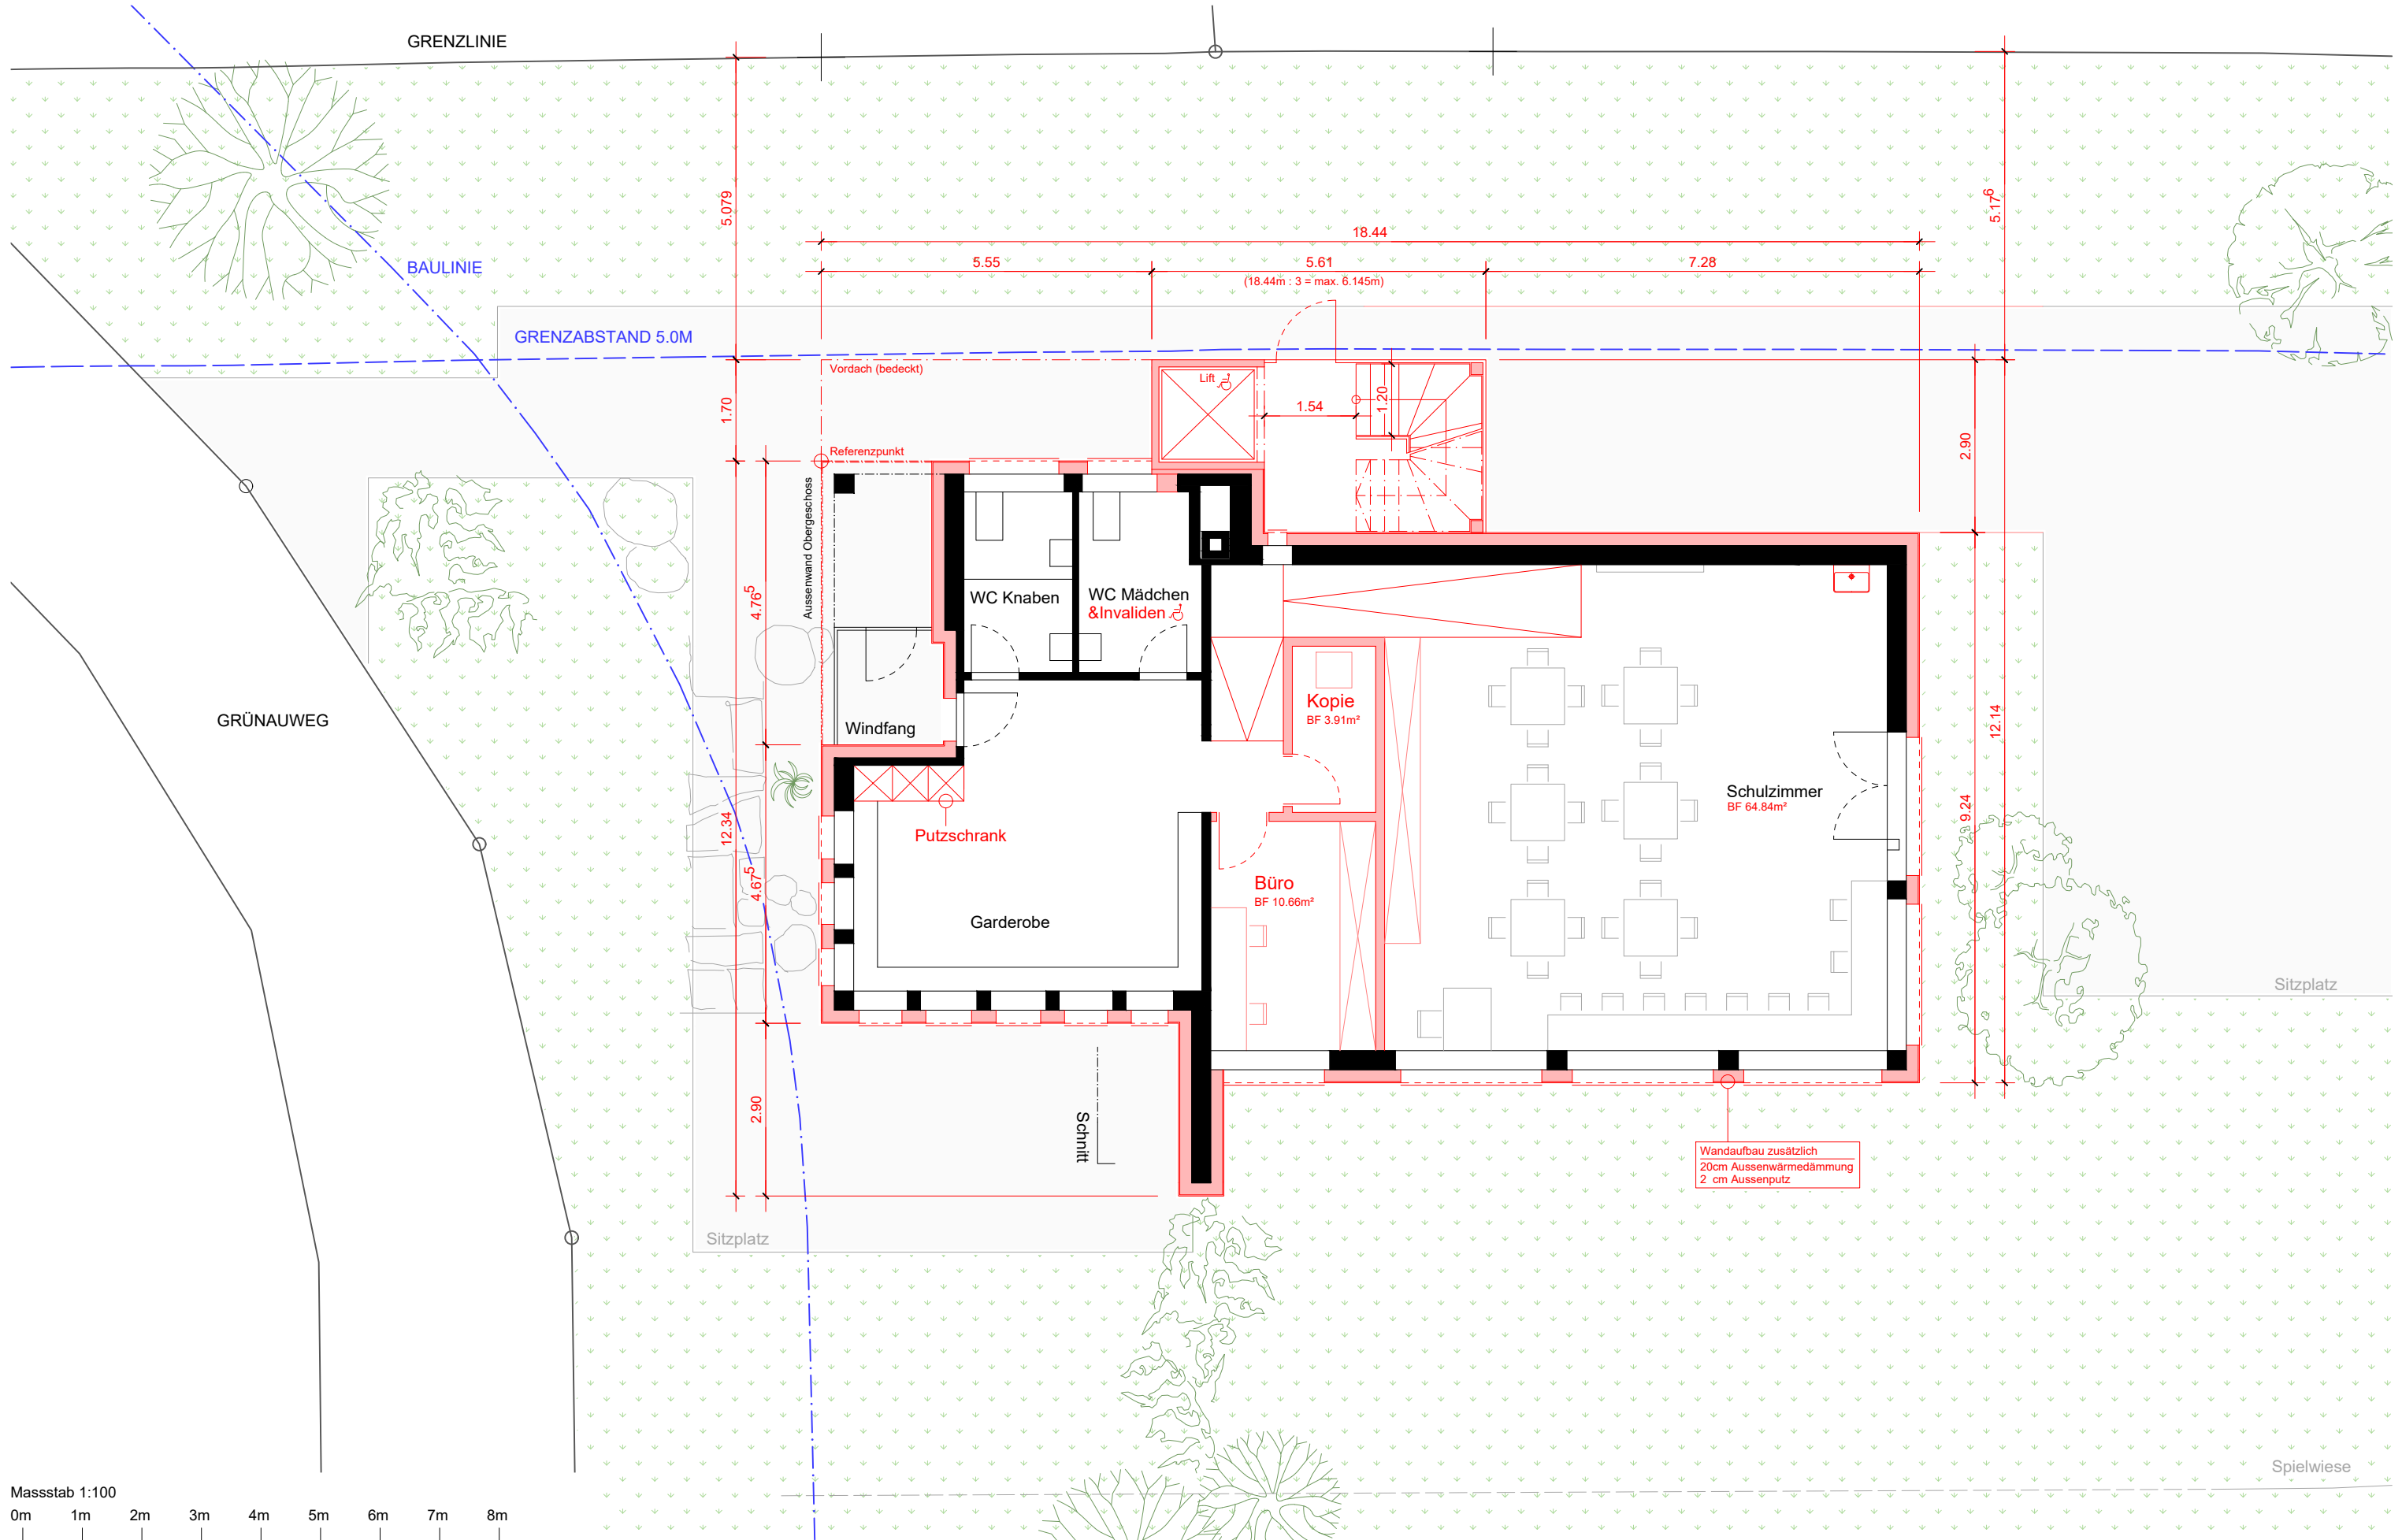 GRENZLINIE
5.079
5.17⁶
18.44
BAULINIE
5.55
5.61
7.28
(18.44m : 3 = max. 6.145m)
GRENZABSTAND 5.0M
Vordach (bedeckt)
Lift
1.54
1.20
1.70
2.90
Referenzpunkt
Aussenwand Obergeschoss
4.76⁵
WC Knaben
WC Mädchen
&Invaliden
Kopie
BF 3.91m²
GRÜNAUWEG
Windfang
12.14
Schulzimmer
BF 64.84m²
9.24
12.34
Putzschrank
4.67⁵
Büro
BF 10.66m²
Garderobe
Sitzplatz
2.90
Schnitt
Wandaufbau zusätzlich
20cm Aussenwärmedämmung
2 cm Aussenputz
Sitzplatz
Spielwiese
Massstab 1:100
0m 1m 2m 3m 4m 5m 6m 7m 8m